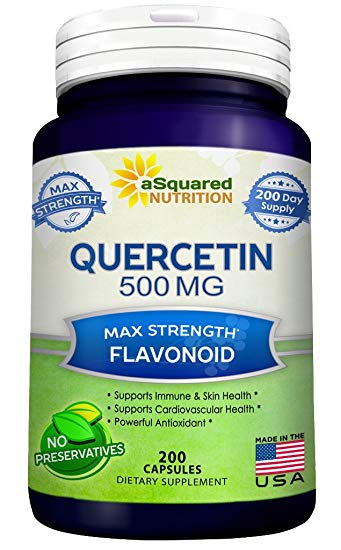 aSquared
NUTRITION
MAX
STRENGTH*
200 Day
Supply
QUERCETIN
500 MG
MAX STRENGTH*
FLAVONOID
• Supports Immune & Skin Health *
• Supports Cardiovascular Health *
• Powerful Antioxidant *
NO
PRESERVATIVES
200
CAPSULES
DIETARY SUPPLEMENT
MADE IN THE
USA